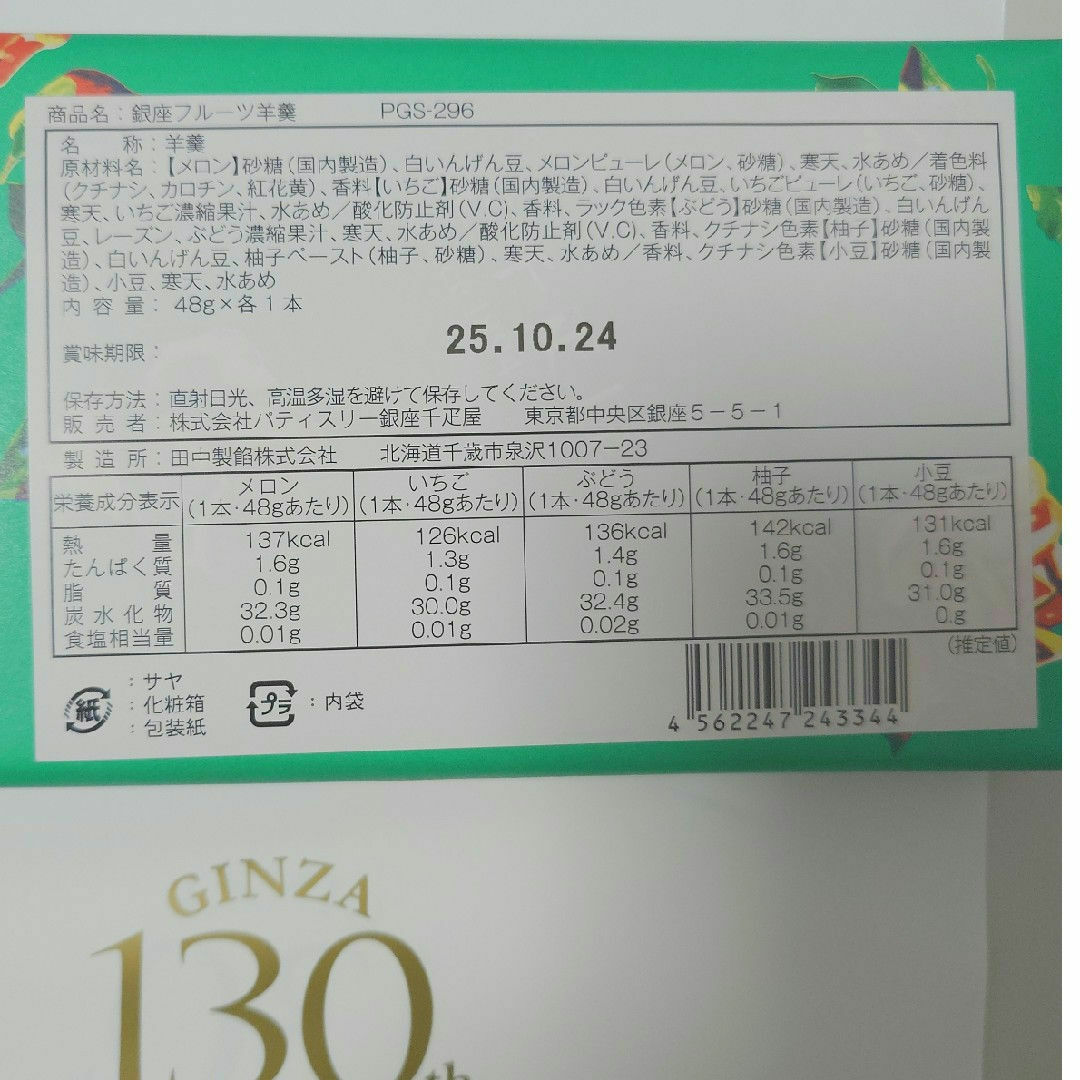 商品名：銀座フルーツ羊羹 PGS-296
名 称：羊羹
原材料名：【メロン】砂糖（国内製造）、白いんげん豆、メロンピューレ（メロン、砂糖）、寒天、水あめ／着色料
（クチナシ、カロチン、紅花黄）、香料【いちご】砂糖（国内製造）、白いんげん豆、いちごピューレ（いちご、砂糖）、
寒天、いちご濃縮果汁、水あめ／酸化防止剤（V.C）、香料、ラック色素【ぶどう】砂糖（国内製造）、白いんげん
豆、レーズン、ぶどう濃縮果汁、寒天、水あめ／酸化防止剤（V.C）、香料、クチナシ色素【柚子】砂糖（国内製
造）、白いんげん豆、柚子ペースト（柚子、砂糖）、寒天、水あめ／香料、クチナシ色素【小豆】砂糖（国内製
造）、小豆、寒天、水あめ
内容量：48g×各1本
賞味期限： 25.10.24
保存方法：直射日光、高温多湿を避けて保存してください。
販売者：株式会社パティスリー銀座千疋屋 東京都中央区銀座5-5-1
製造所：田中製餡株式会社 北海道千歳市泉沢1007-23
栄養成分表示 メロン（1本・48gあたり） いちご（1本・48gあたり） ぶどう（1本・48gあたり） 柚子（1本・48gあたり） 小豆（1本・48gあたり）
熱量 137kcal 126kcal 136kcal 142kcal 131kcal
たんぱく質 1.6g 1.3g 1.4g 1.6g 1.6g
脂質 0.1g 0.1g 0.1g 0.1g 0.1g
炭水化物 32.3g 30.0g 32.4g 33.5g 31.0g
食塩相当量 0.01g 0.01g 0.02g 0.01g 0.g
（推定値）
紙 ：サヤ
：化粧箱
：包装紙
プラ ：内袋
4 562247 243344
GINZA
130th